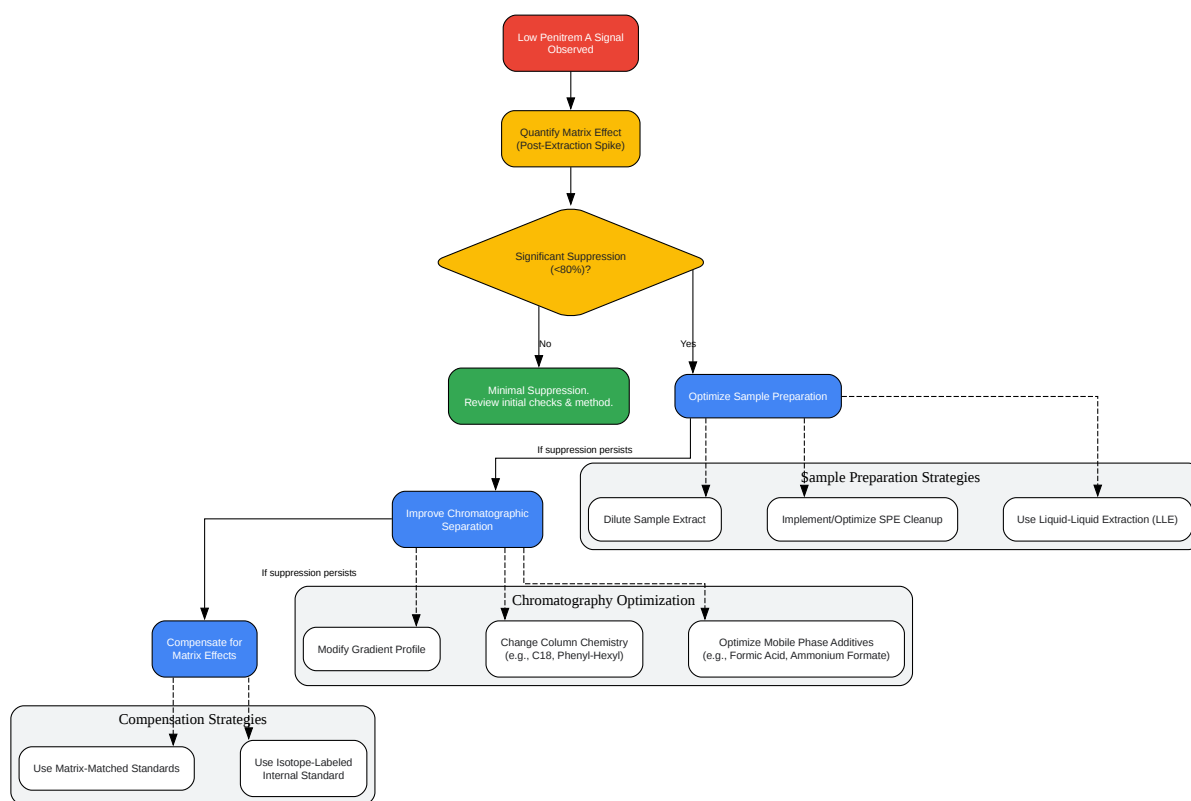 Low Penitrem A Signal
Observed
Quantify Matrix Effect
(Post-Extraction Spike)
Significant Suppression
(<80%)?
No
Yes
Minimal Suppression.
Review initial checks & method.
Optimize Sample Preparation
If suppression persists
Sample Preparation Strategies
Dilute Sample Extract
Implement/Optimize SPE Cleanup
Use Liquid-Liquid Extraction (LLE)
Improve Chromatographic
Separation
If suppression persists
Chromatography Optimization
Modify Gradient Profile
Change Column Chemistry
(e.g., C18, Phenyl-Hexyl)
Optimize Mobile Phase Additives
(e.g., Formic Acid, Ammonium Formate)
Compensate for
Matrix Effects
Compensation Strategies
Use Matrix-Matched Standards
Use Isotope-Labeled
Internal Standard